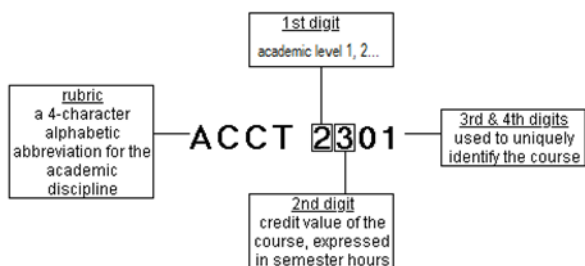 1st digit
academic level 1, 2...
rubric
a 4-character
alphabetic
abbreviation for the
academic
discipline
ACCT 2301
3rd & 4th digits
used to uniquely
identify the course
2nd digit
credit value of the
course, expressed
in semester hours